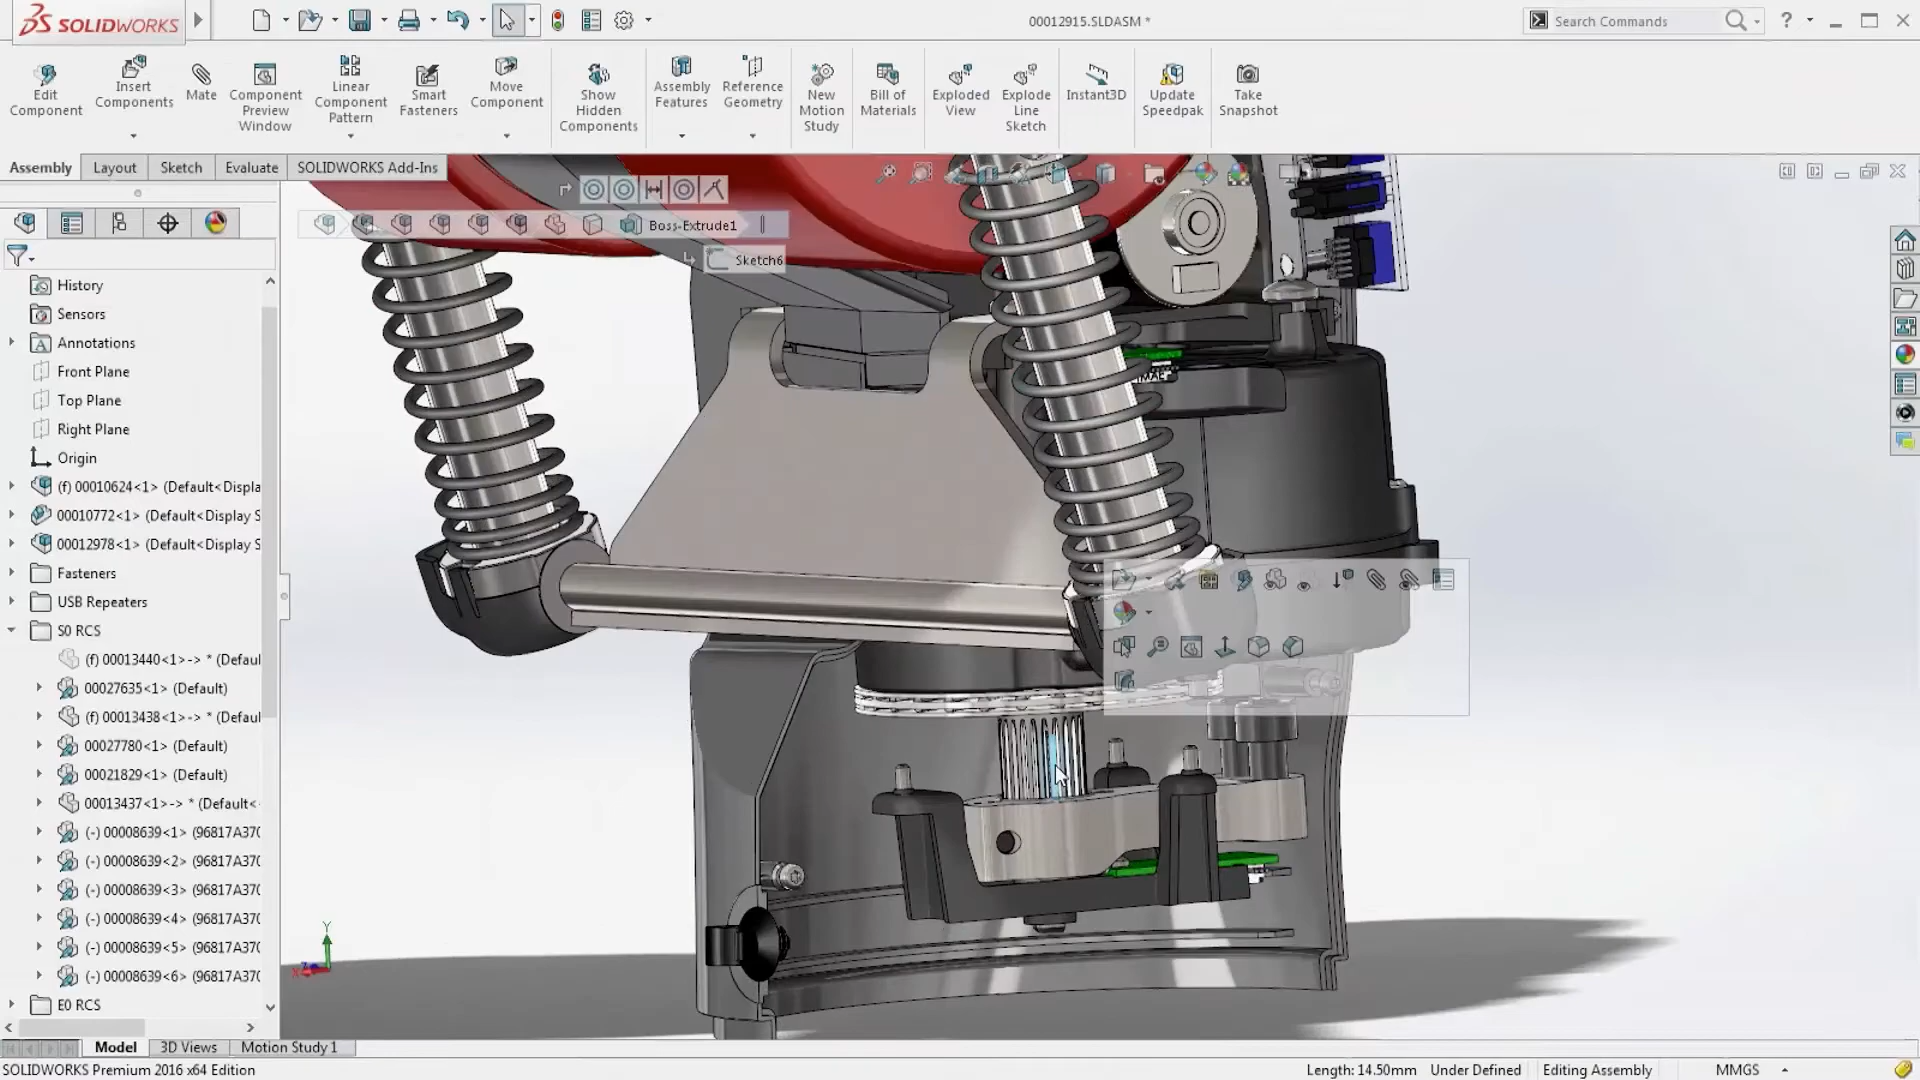 SOLIDWORKS
00012915.SLDASM *
Search Commands
?
Edit Component
Insert Components
Mate
Component Preview Window
Linear Component Pattern
Smart Fasteners
Move Component
Show Hidden Components
Assembly Features
Reference Geometry
New Motion Study
Bill of Materials
Exploded View
Explode Line Sketch
Instant3D
Update Speedpak
Take Snapshot
Assembly
Layout
Sketch
Evaluate
SOLIDWORKS Add-Ins
Boss-Extrude1
Sketch6
History
Sensors
Annotations
Front Plane
Top Plane
Right Plane
Origin
(f) 00010624<1> (Default<Displa
00010772<1> (Default<Display S
00012978<1> (Default<Display S
Fasteners
USB Repeaters
S0 RCS
(f) 00013440<1>-> * (Defaul
00027635<1> (Default)
(f) 00013438<1>-> * (Defaul
00027780<1> (Default)
00021829<1> (Default)
00013437<1>-> * (Default<
(-) 00008639<1> (96817A370
(-) 00008639<2> (96817A370
(-) 00008639<3> (96817A370
(-) 00008639<4> (96817A370
(-) 00008639<5> (96817A370
(-) 00008639<6> (96817A370
E0 RCS
Y
X
Z
Model
3D Views
Motion Study 1
SOLIDWORKS Premium 2016 x64 Edition
Length: 14.50mm
Under Defined
Editing Assembly
MMGS